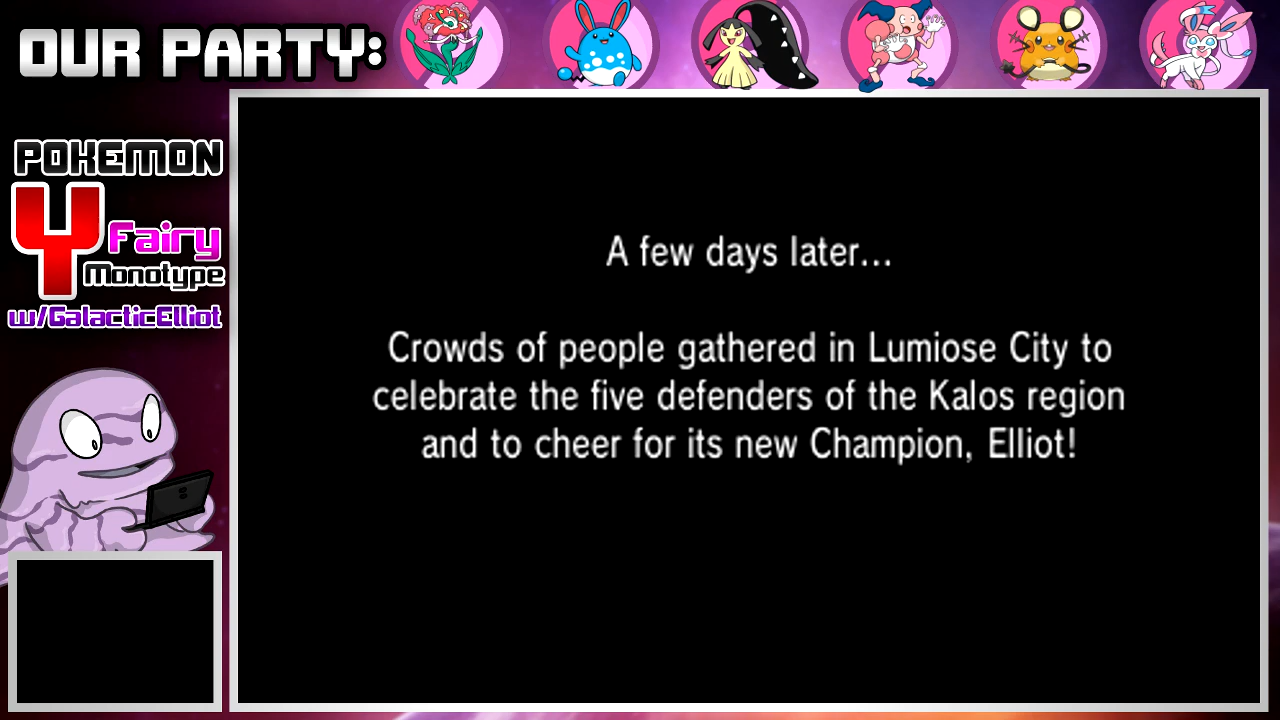 OUR PARTY:
POKEMON
Y Fairy
Monotype
w/GalacticElliot
A few days later...
Crowds of people gathered in Lumiose City to
celebrate the five defenders of the Kalos region
and to cheer for its new Champion, Elliot!